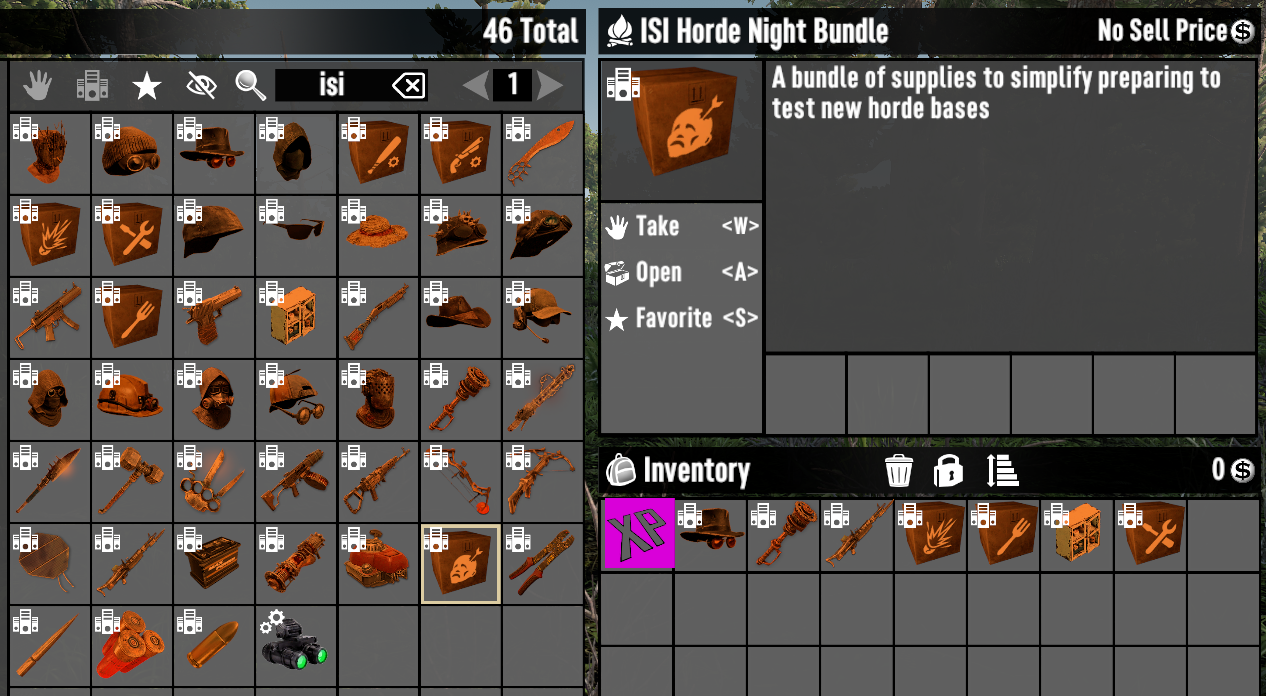 46 Total
isi
1
ISI Horde Night Bundle
No Sell Price
A bundle of supplies to simplify preparing to
test new horde bases
Take <W>
Open <A>
Favorite <S>
Inventory
0
XP